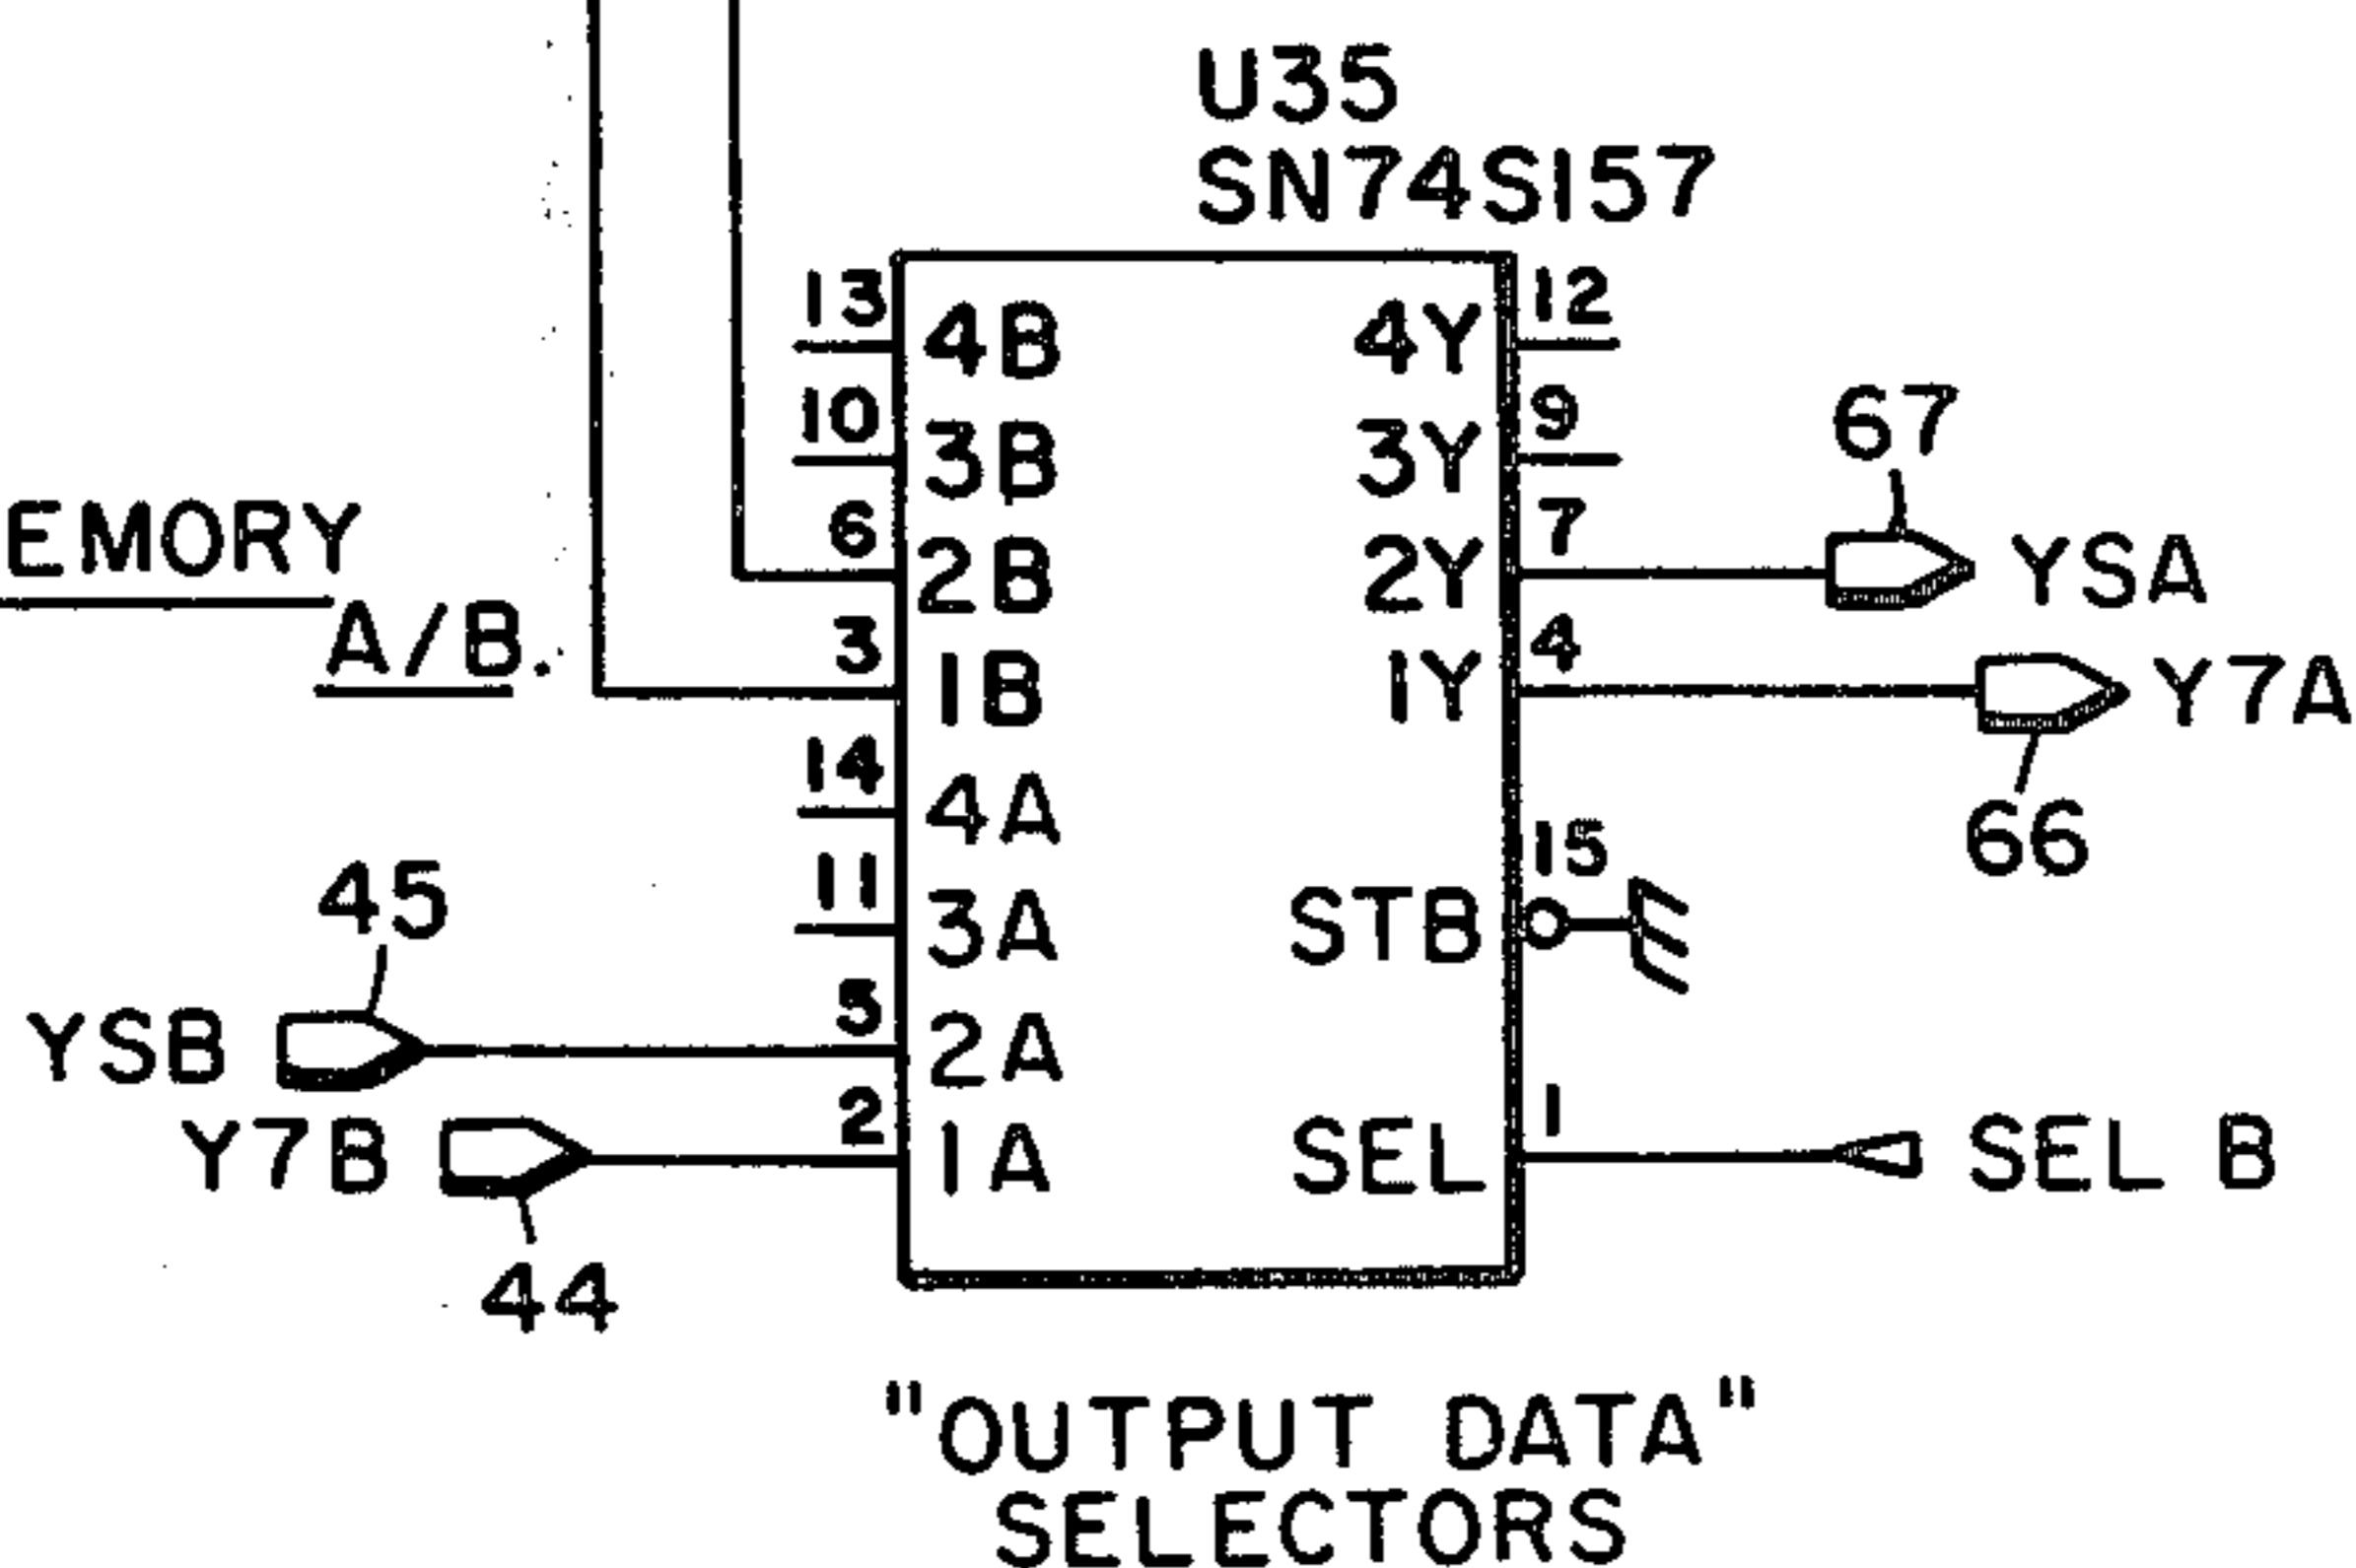 U35
SN74S157
13 4B 4Y 12
10 3B 3Y 9
67
EMORY
6 2B 2Y 7 YSA
A/B.
3 1B 1Y 4 Y7A
14 4A
66
11 3A STB 15
45
YSB 5 2A
Y7B 2 1A SEL 1 SEL B
44
"OUTPUT DATA"
SELECTORS